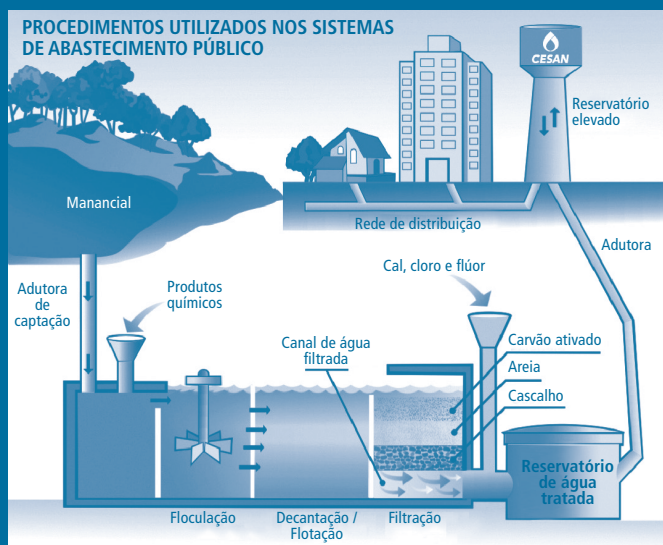 PROCEDIMENTOS UTILIZADOS NOS SISTEMAS
DE ABASTECIMENTO PÚBLICO
CESAN
Reservatório
elevado
Manancial
Rede de distribuição
Adutora
Adutora
de
captação
Produtos
químicos
Cal, cloro e flúor
Canal de água
filtrada
Carvão ativado
Areia
Cascalho
Reservatório
de água
tratada
Floculação
Decantação /
Flotação
Filtração